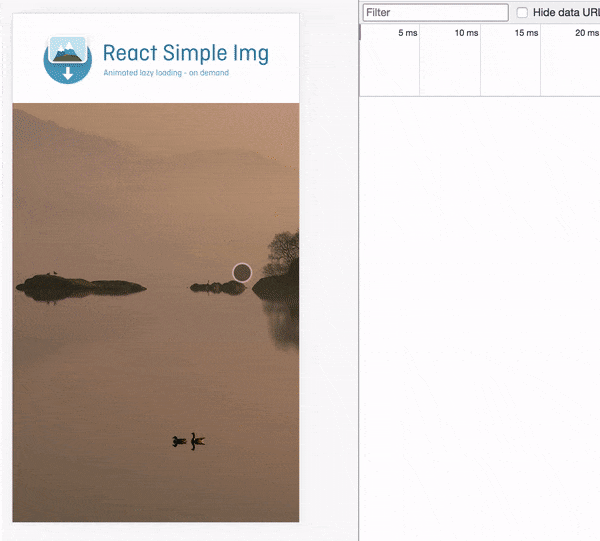 React Simple Img
Animated lazy loading - on demand
Filter
Hide data URL
5 ms
10 ms
15 ms
20 ms